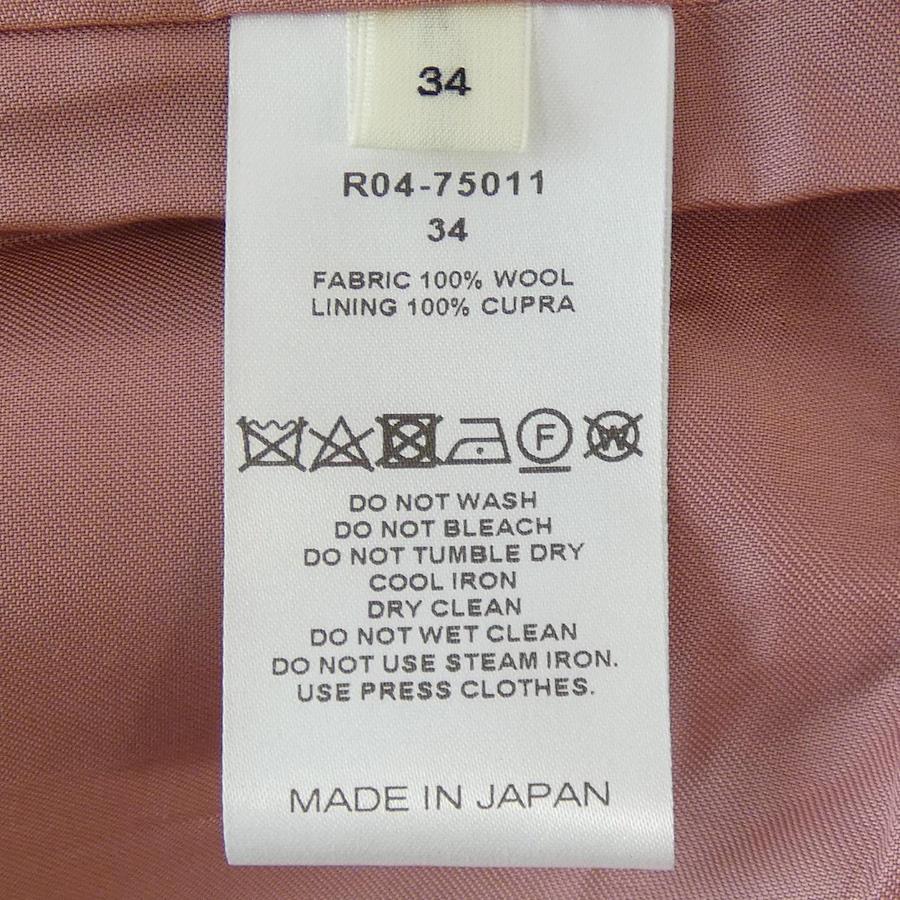 34
R04-75011
34
FABRIC 100% WOOL
LINING 100% CUPRA
F W
DO NOT WASH
DO NOT BLEACH
DO NOT TUMBLE DRY
COOL IRON
DRY CLEAN
DO NOT WET CLEAN
DO NOT USE STEAM IRON.
USE PRESS CLOTHES.
MADE IN JAPAN